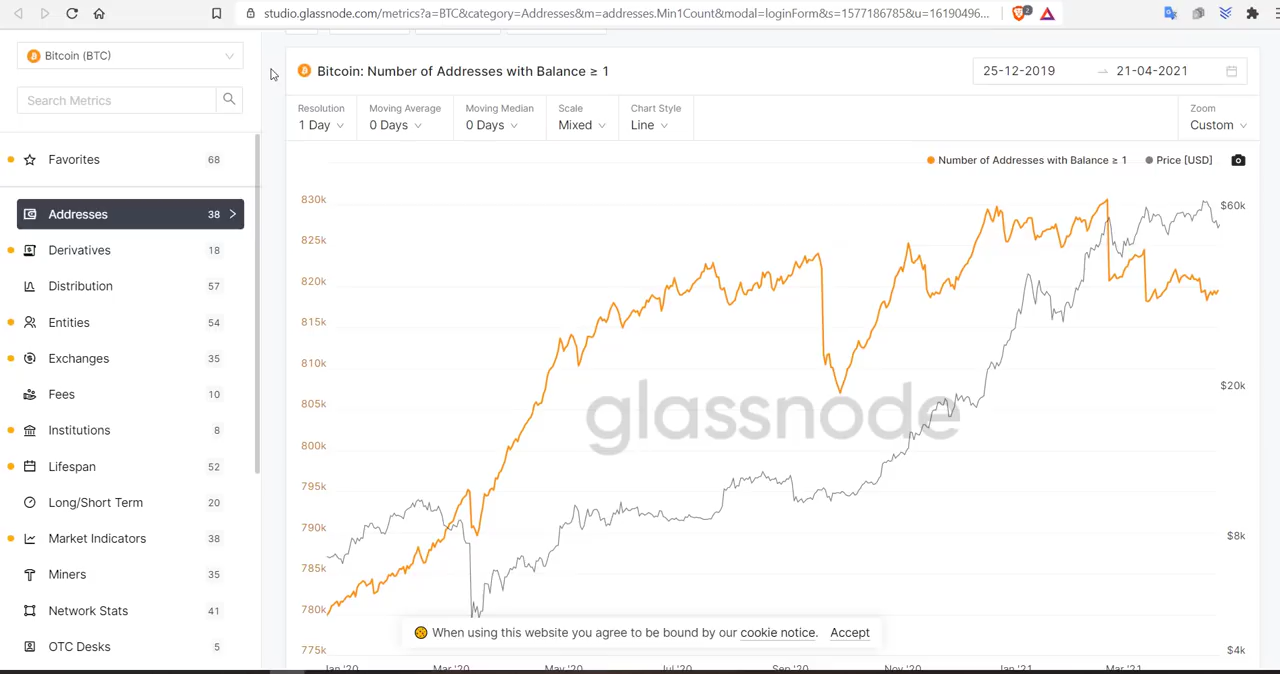 studio.glassnode.com/metrics?a=BTC&category=Addresses&m=addresses.Min1Count&modal=loginForm&s=1577186785&u=16190496...
2
Bitcoin (BTC)
Search Metrics
Favorites 68
Addresses 38
Derivatives 18
Distribution 57
Entities 54
Exchanges 35
Fees 10
Institutions 8
Lifespan 52
Long/Short Term 20
Market Indicators 38
Miners 35
Network Stats 41
OTC Desks 5
Bitcoin: Number of Addresses with Balance ≥ 1
25-12-2019 → 21-04-2021
Resolution Moving Average Moving Median Scale Chart Style Zoom
1 Day 0 Days 0 Days Mixed Line Custom
Number of Addresses with Balance ≥ 1 Price [USD]
830k
825k
820k
815k
810k
805k
800k
795k
790k
785k
780k
775k
$60k
$20k
$8k
$4k
glassnode
When using this website you agree to be bound by our cookie notice. Accept
Jan '20 Mar '20 May '20 Jul '20 Sep '20 Nov '20 Jan '21 Mar '21